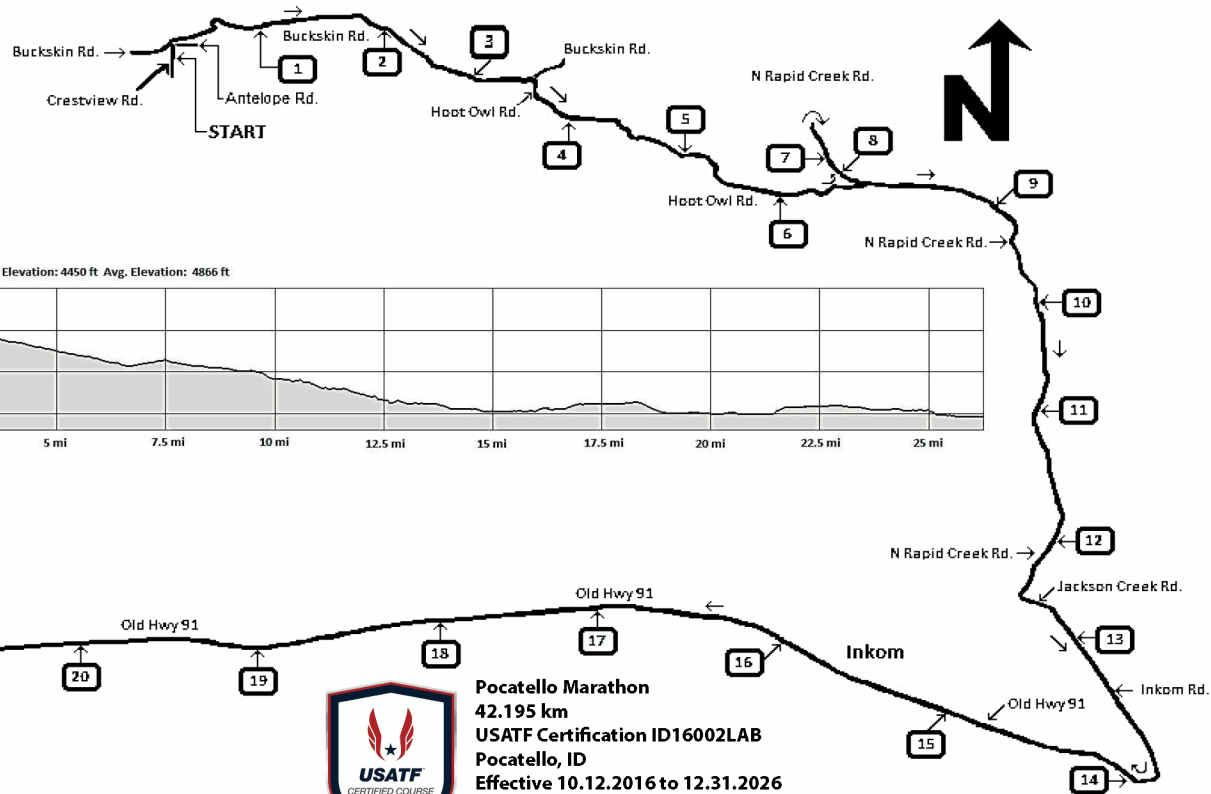 Buckskin Rd.
Buckskin Rd.
1
2
3
Buckskin Rd.
Crestview Rd.
Antelope Rd.
START
Hoot Owl Rd.
4
5
N Rapid Creek Rd.
7
8
N
Hoot Owl Rd.
6
9
N Rapid Creek Rd.
Elevation: 4450 ft Avg. Elevation: 4866 ft
10
11
5 mi
7.5 mi
10 mi
12.5 mi
15 mi
17.5 mi
20 mi
22.5 mi
25 mi
12
N Rapid Creek Rd.
Jackson Creek Rd.
13
Inkom Rd.
Old Hwy 91
Old Hwy 91
20
19
18
17
16
Inkom
Old Hwy 91
15
14
Pocatello Marathon
42.195 km
USATF Certification ID16002LAB
Pocatello, ID
Effective 10.12.2016 to 12.31.2026
USATF
CERTIFIED COURSE